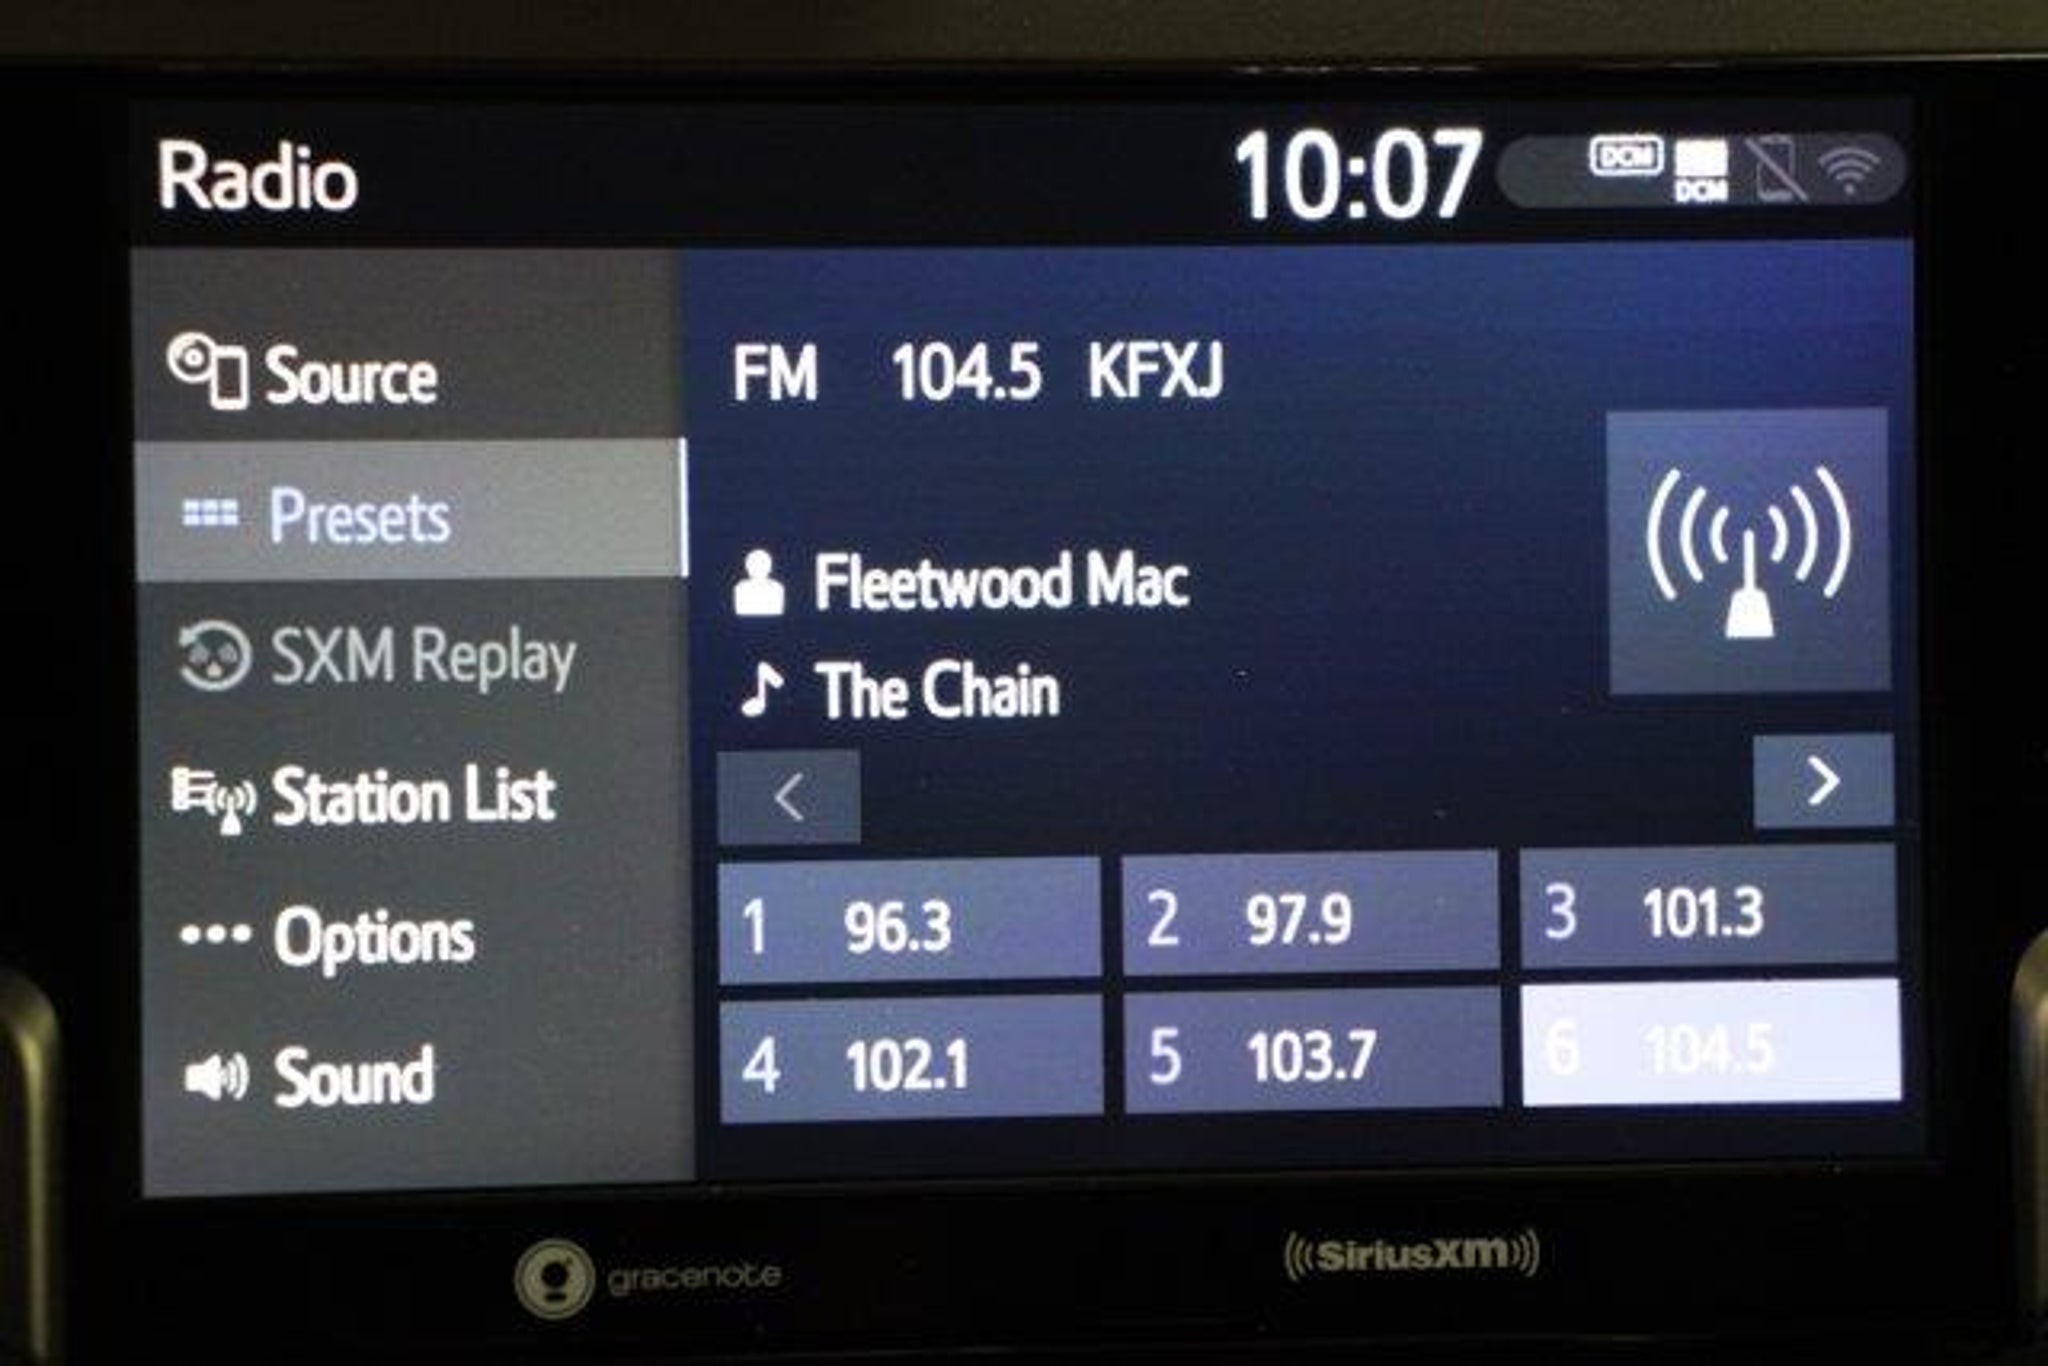 Radio
10:07
DCM
DCM
Source
Presets
SXM Replay
Station List
Options
Sound
FM 104.5 KFXJ
Fleetwood Mac
The Chain
1 96.3
2 97.9
3 101.3
4 102.1
5 103.7
6 104.5
gracenote
SiriusXM